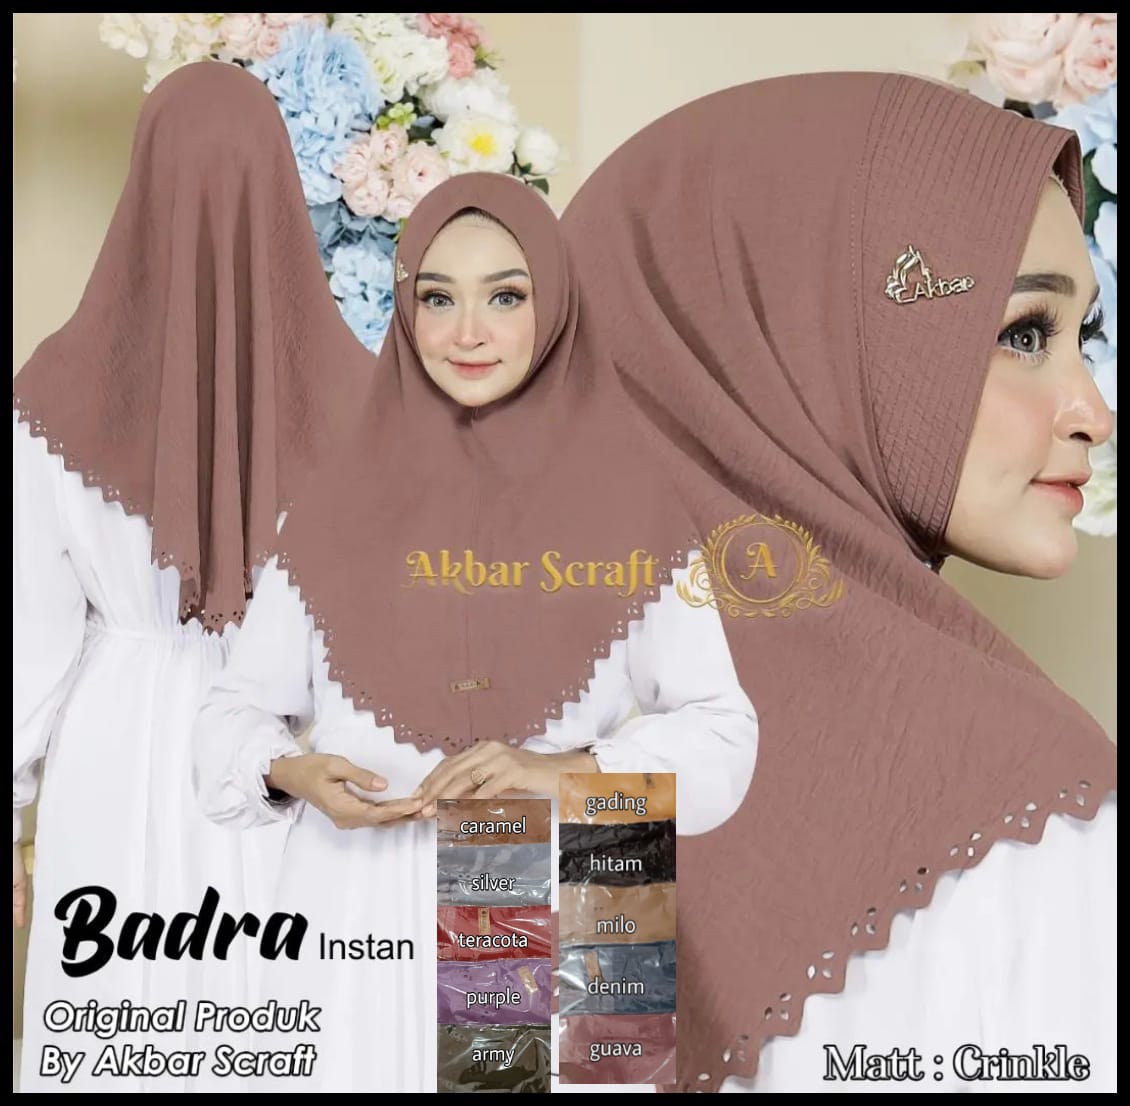 Akbar
Akbar Scraft
A
gading
caramel
hitam
silver
milo
teracota
denim
purple
guava
army
Badra Instan
Original Produk
By Akbar Scraft
Matt : Crinkle